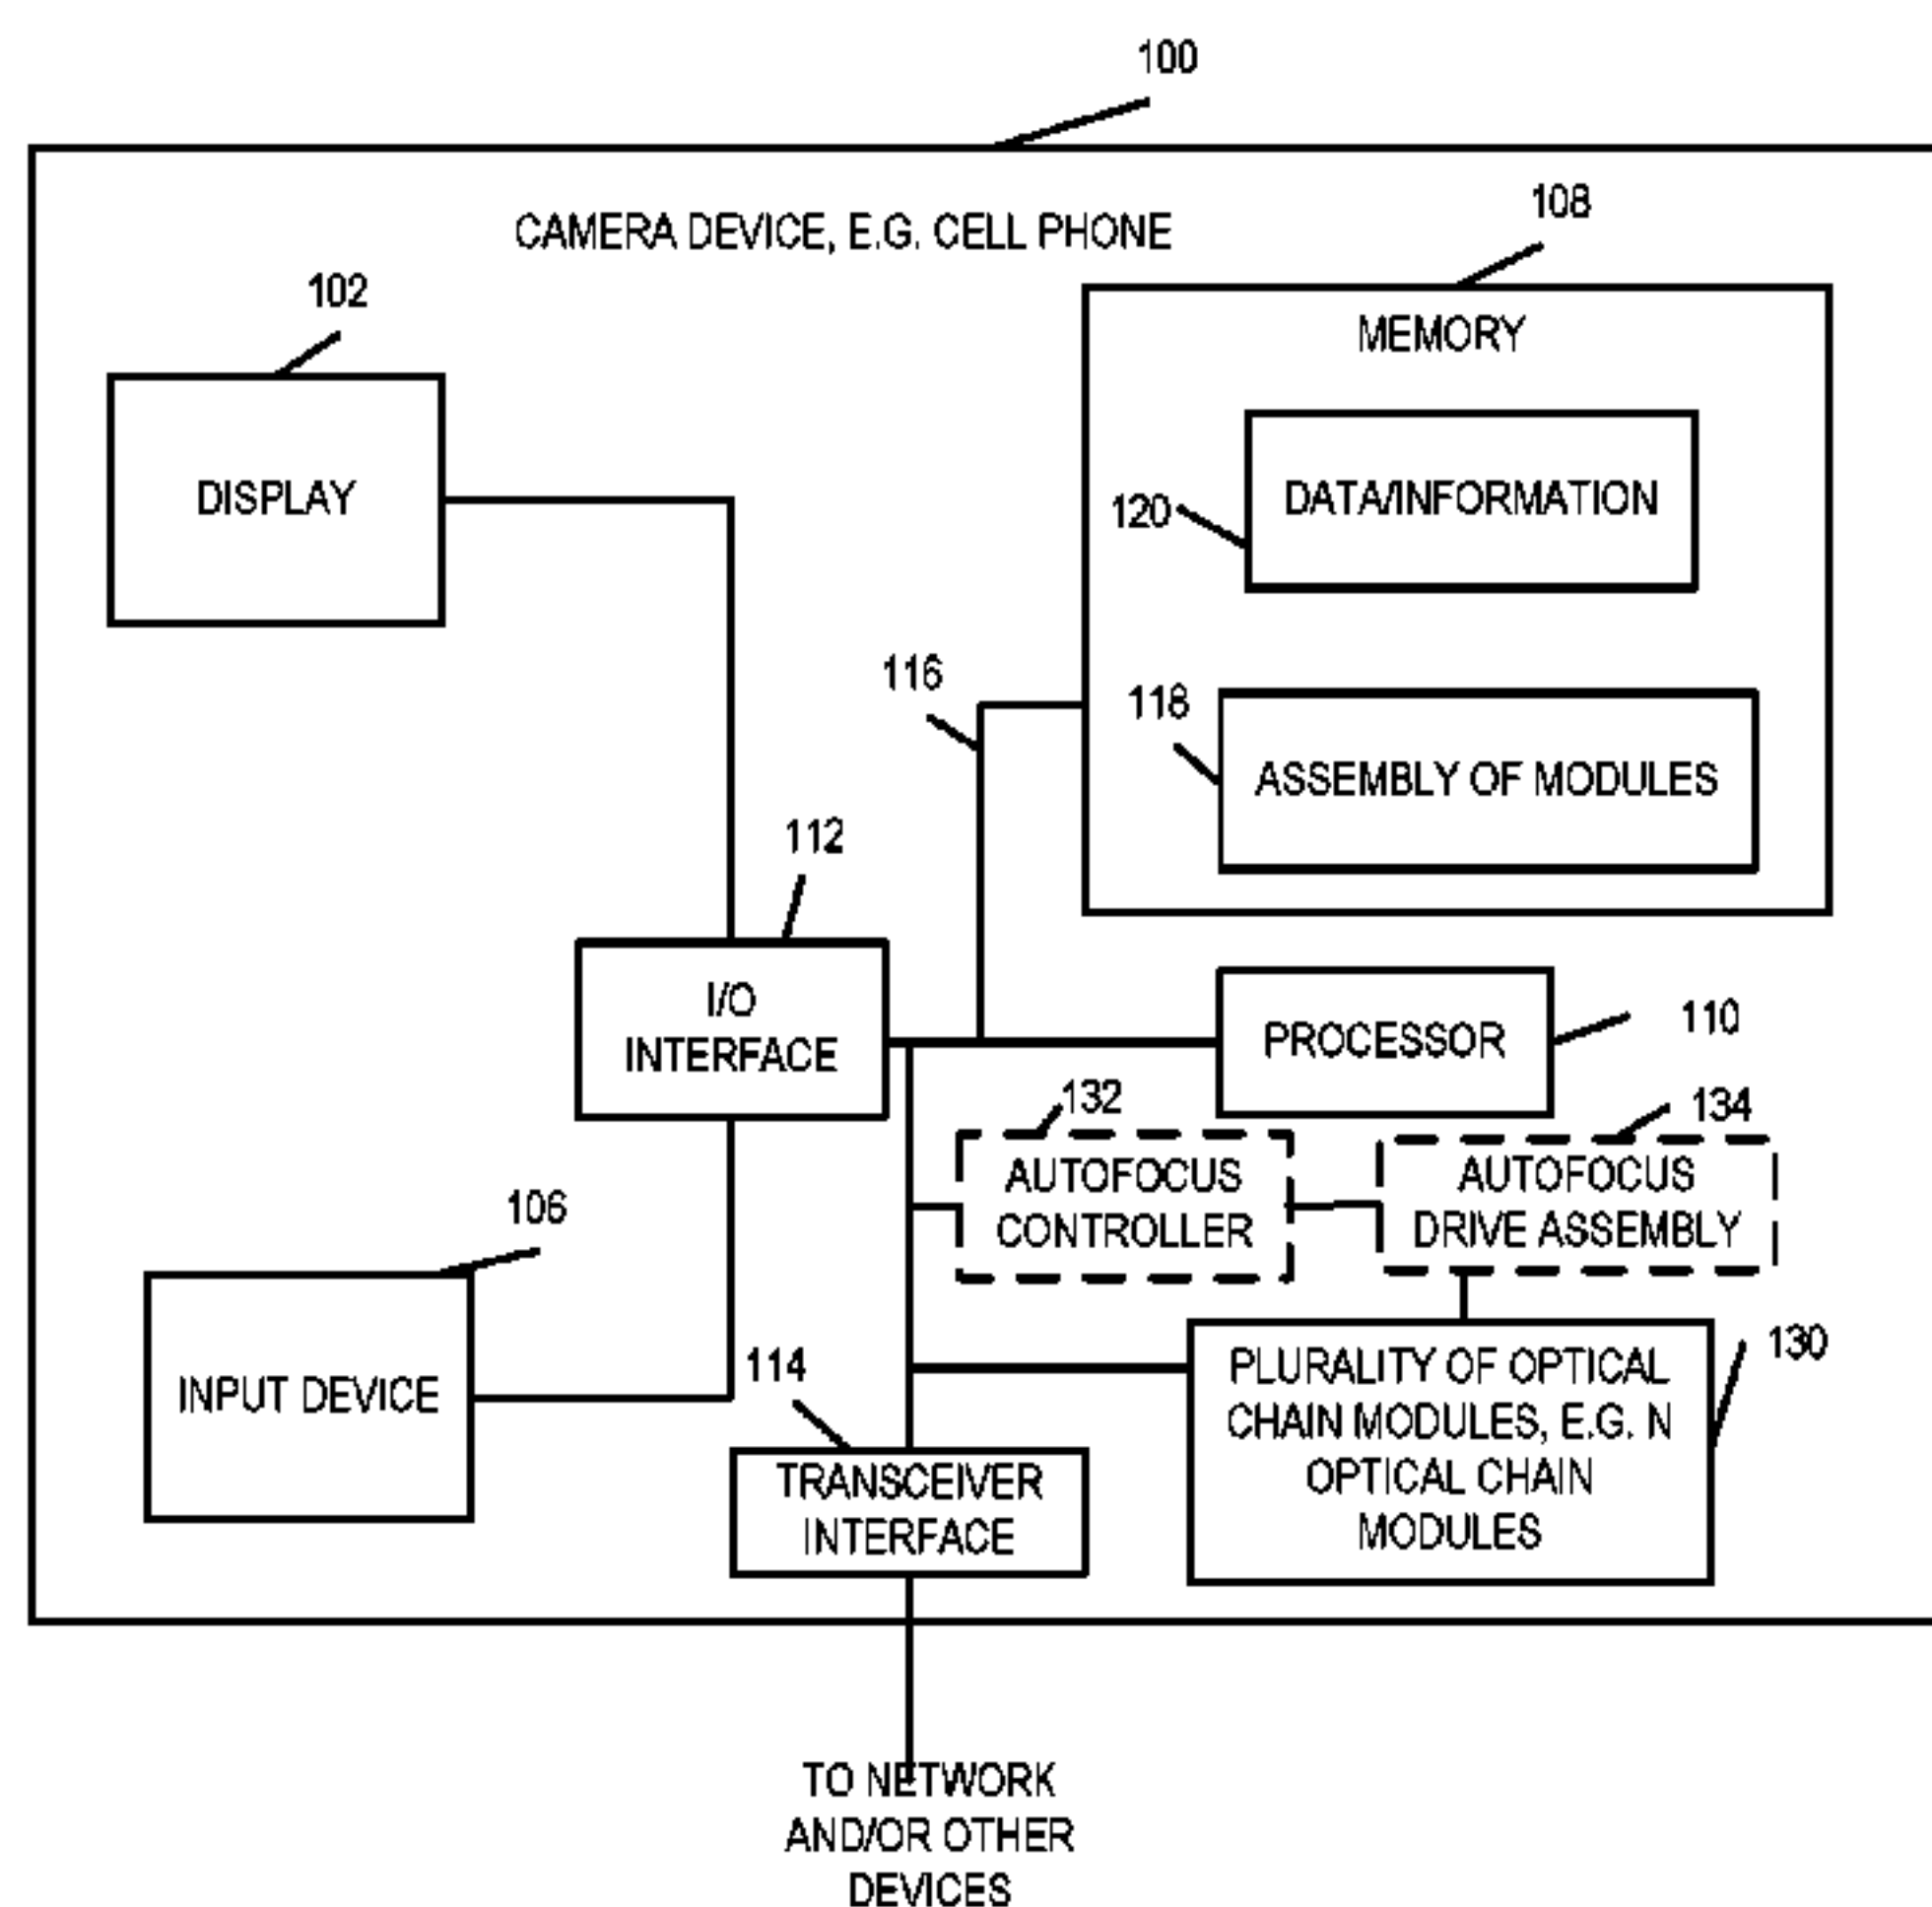 100
CAMERA DEVICE, E.G. CELL PHONE
108
102
MEMORY
DISPLAY
DATA/INFORMATION
120
116
118
ASSEMBLY OF MODULES
112
I/O
INTERFACE
PROCESSOR
110
132
134
AUTOFOCUS
CONTROLLER
AUTOFOCUS
DRIVE ASSEMBLY
106
INPUT DEVICE
114
TRANSCEIVER
INTERFACE
130
PLURALITY OF OPTICAL
CHAIN MODULES, E.G. N
OPTICAL CHAIN
MODULES
TO NETWORK
AND/OR OTHER
DEVICES